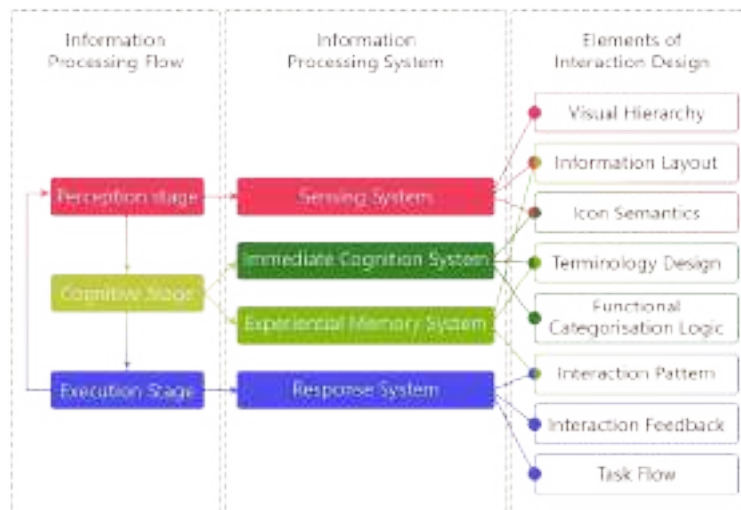 Information
Processing Flow
Information
Processing System
Elements of
Interaction Design
Perception stage
Cognitive Stage
Execution Stage
Sensing System
Immediate Cognition System
Experiential Memory System
Response System
Visual Hierarchy
Information Layout
Icon Semantics
Terminology Design
Functional
Categorisation Logic
Interaction Pattern
Interaction Feedback
Task Flow